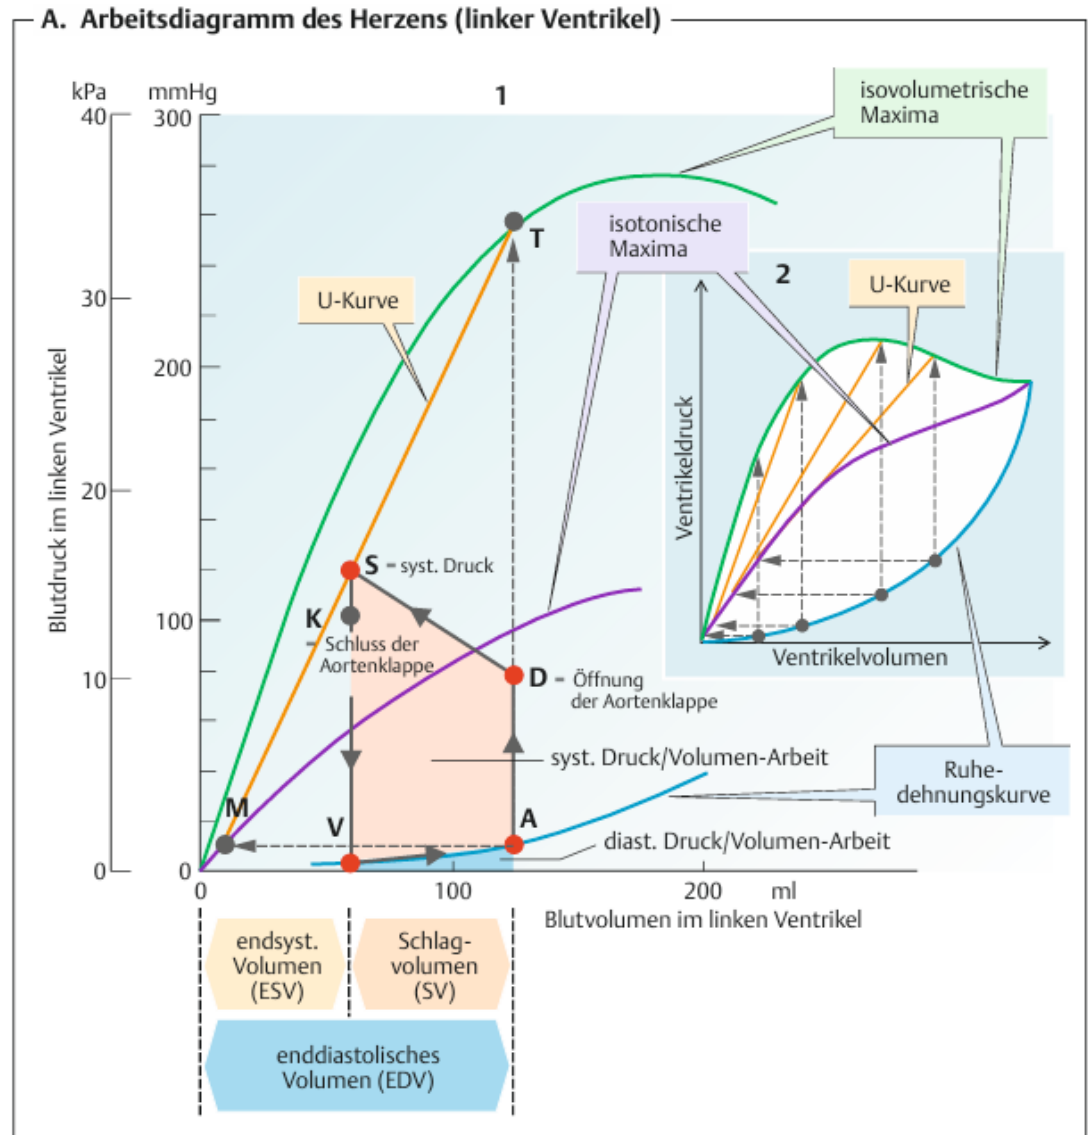 A. Arbeitsdiagramm des Herzens (linker Ventrikel)
kPa
mmHg
1
40
300
isovolumetrische
Maxima
T
isotonische
Maxima
2
U-Kurve
U-Kurve
30
200
20
Blutdruck im linken Ventrikel
Ventrikeldruck
Ventrikelvolumen
S = syst. Druck
K
= Schluss der
Aortenklappe
100
10
D = Öffnung
der Aortenklappe
syst. Druck/Volumen-Arbeit
Ruhe-
dehnungskurve
M
V
A
diast. Druck/Volumen-Arbeit
0
0
0
100
200
ml
Blutvolumen im linken Ventrikel
endsyst.
Volumen
(ESV)
Schlag-
volumen
(SV)
enddiastolisches
Volumen (EDV)